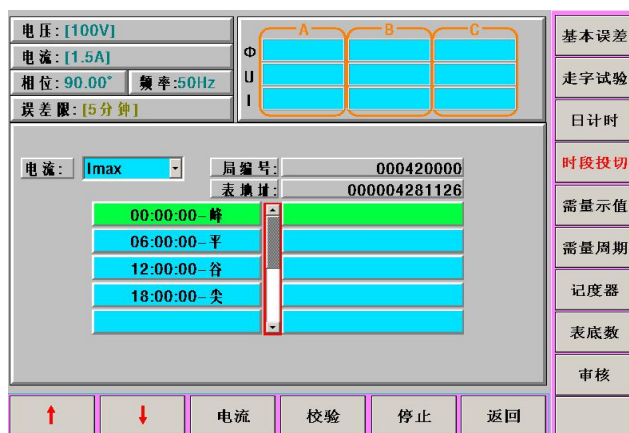 电压:[100V]
电流:[1.5A]
相位:90.00° 频率:50Hz
误差限:[5分钟]
A B C
Φ
U
I
电流: Imax 局编号: 000420000
表地址: 000004281126
00:00:00-峰
06:00:00-平
12:00:00-谷
18:00:00-尖
基本误差
走字试验
日计时
时段投切
需量示值
需量周期
记度器
表底数
审核
↑ ↓ 电流 校验 停止 返回